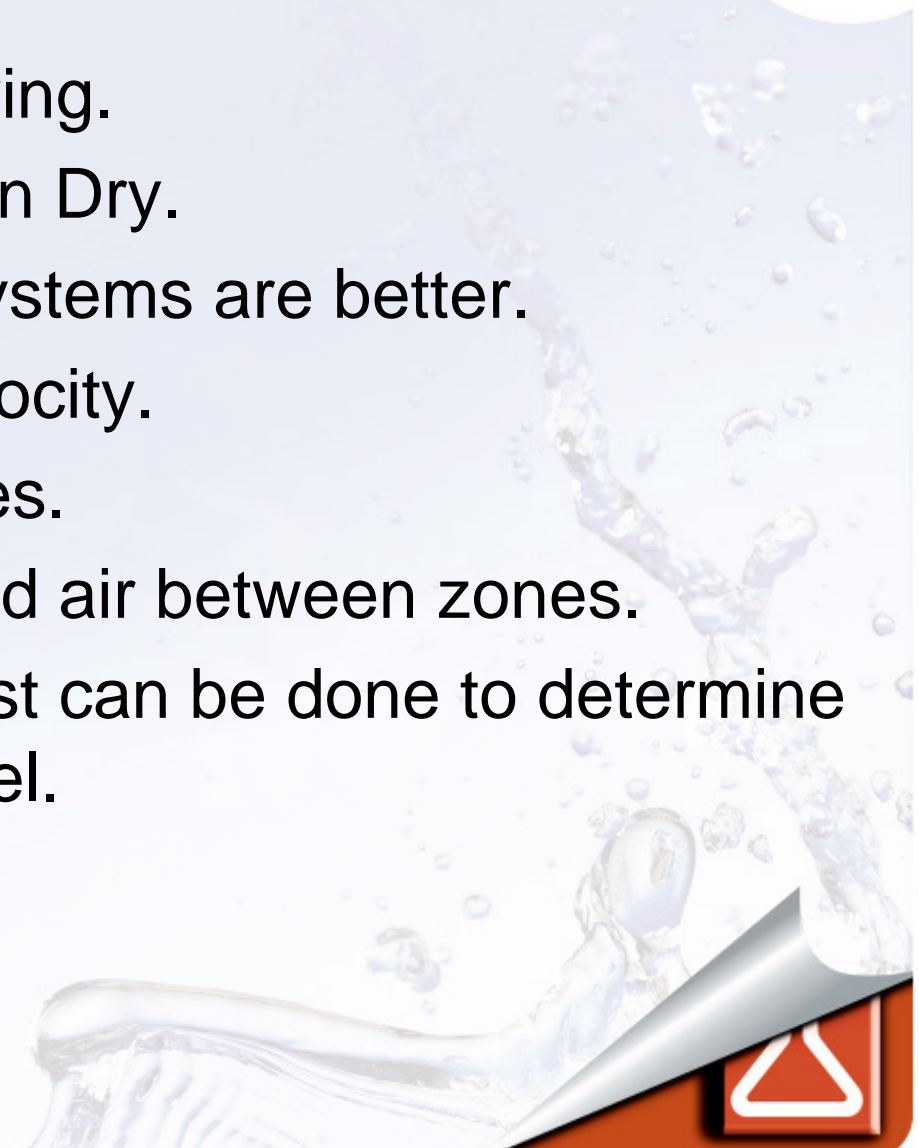 ing.
n Dry.
ystems are better.
ocity.
es.
d air between zones.
st can be done to determine
el.